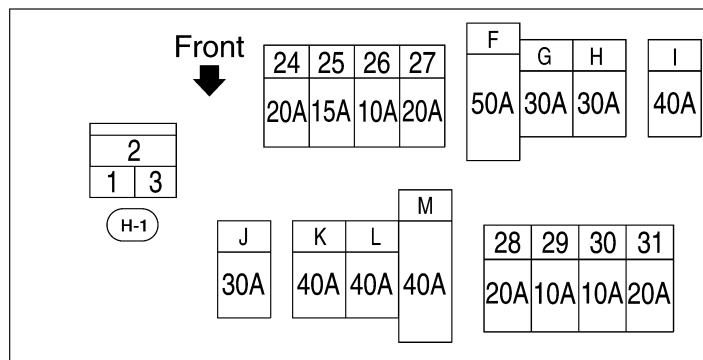 Front
24 25 26 27
20A 15A 10A 20A
F
50A
G H
30A 30A
I
40A
2
1 3
H-1
J
30A
K L
40A 40A
M
40A
28 29 30 31
20A 10A 10A 20A